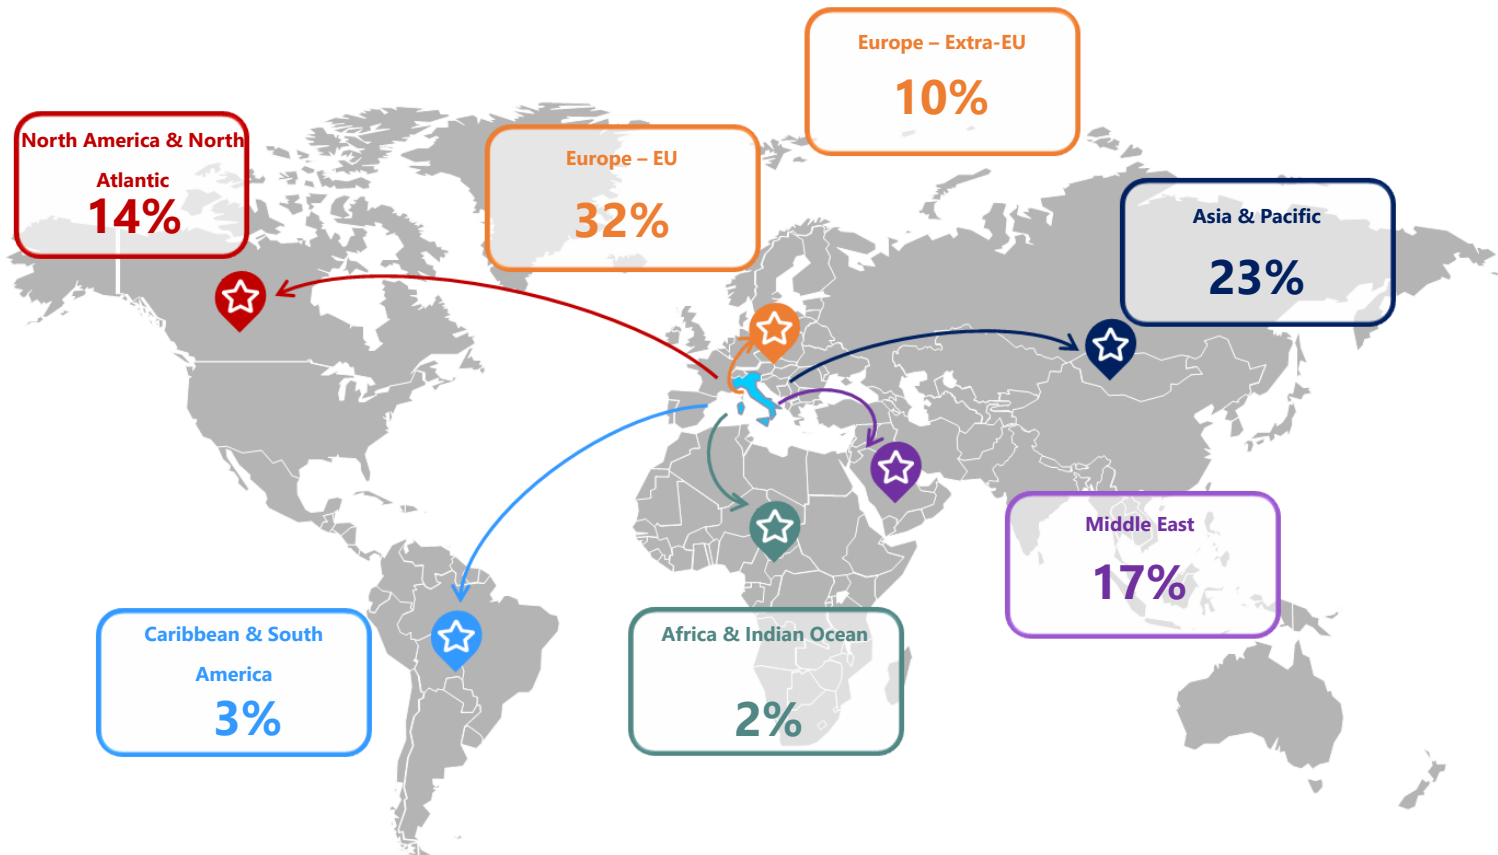 Europe – Extra-EU
10%
North America & North
Atlantic
14%
Europe – EU
32%
Asia & Pacific
23%
Middle East
17%
Caribbean & South
America
3%
Africa & Indian Ocean
2%